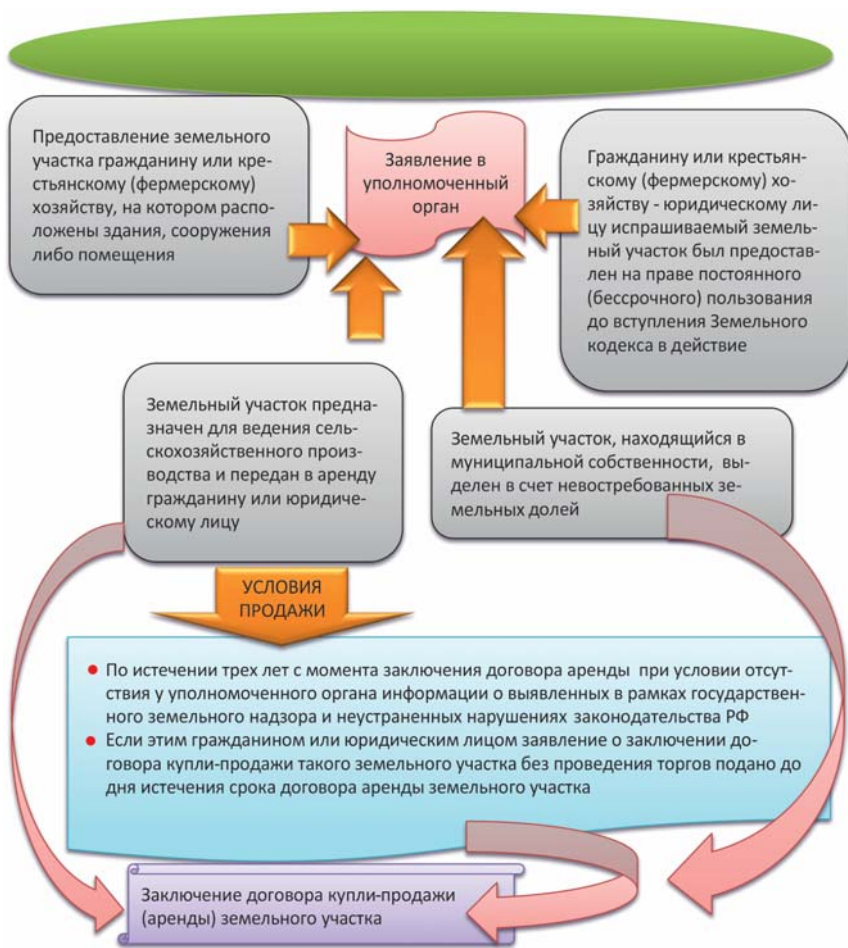 Предоставление земельного
участка гражданину или кре-
стьянскому (фермерскому)
хозяйству, на котором распо-
ложены здания, сооружения
либо помещения
Заявление в
уполномоченный
орган
Гражданину или крестьян-
скому (фермерскому) хо-
зяйству - юридическому ли-
цу испрашиваемый земель-
ный участок был предостав-
лен на праве постоянного
(бессрочного) пользования
до вступления Земельного
кодекса в действие
Земельный участок предна-
значен для ведения сель-
скохозяйственного произ-
водства и передан в аренду
гражданину или юридиче-
скому лицу
Земельный участок, находящийся в
муниципальной собственности, вы-
делен в счет невостребованных зе-
мельных долей
УСЛОВИЯ
ПРОДАЖИ
• По истечении трех лет с момента заключения договора аренды при условии отсут-
ствия у уполномоченного органа информации о выявленных в рамках государствен-
ного земельного надзора и неустраненных нарушениях законодательства РФ
• Если этим гражданином или юридическим лицом заявление о заключении до-
говора купли-продажи такого земельного участка без проведения торгов подано до
дня истечения срока договора аренды земельного участка
Заключение договора купли-продажи
(аренды) земельного участка